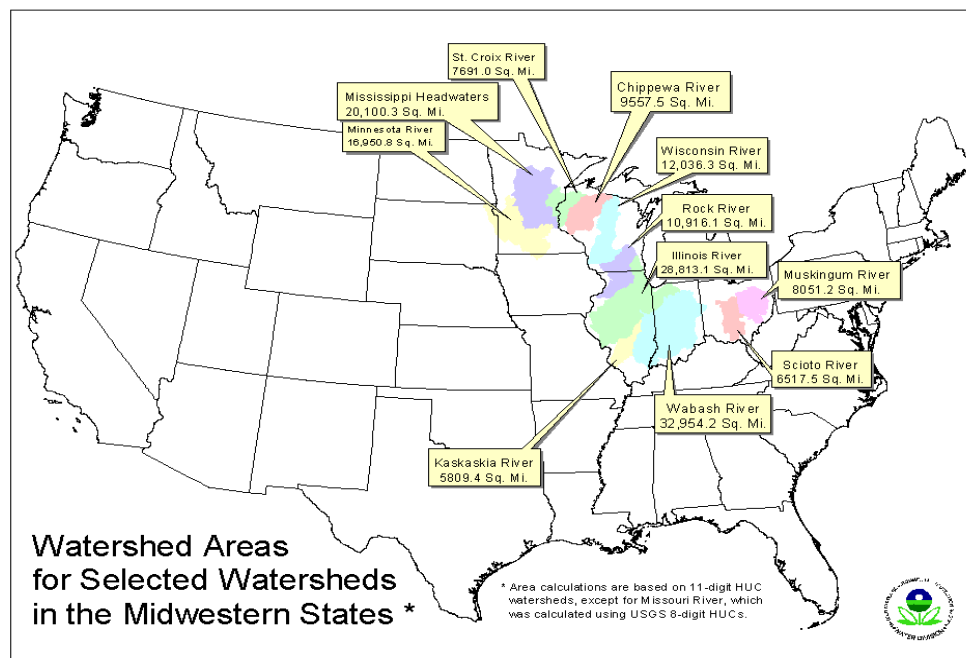 St. Croix River
7691.0 Sq. Mi.
Chippewa River
9557.5 Sq. Mi.
Mississippi Headwaters
20,100.3 Sq. Mi.
Minnesota River
16,950.8 Sq. Mi.
Wisconsin River
12,036.3 Sq. Mi.
Rock River
10,916.1 Sq. Mi.
Illinois River
28,813.1 Sq. Mi.
Muskingum River
8051.2 Sq. Mi.
Scioto River
6517.5 Sq. Mi.
Wabash River
32,954.2 Sq. Mi.
Kaskaskia River
5809.4 Sq. Mi.
Watershed Areas
for Selected Watersheds
in the Midwestern States *
* Area calculations are based on 11-digit HUC
watersheds, except for Missouri River, which
was calculated using USGS 8-digit HUCs.